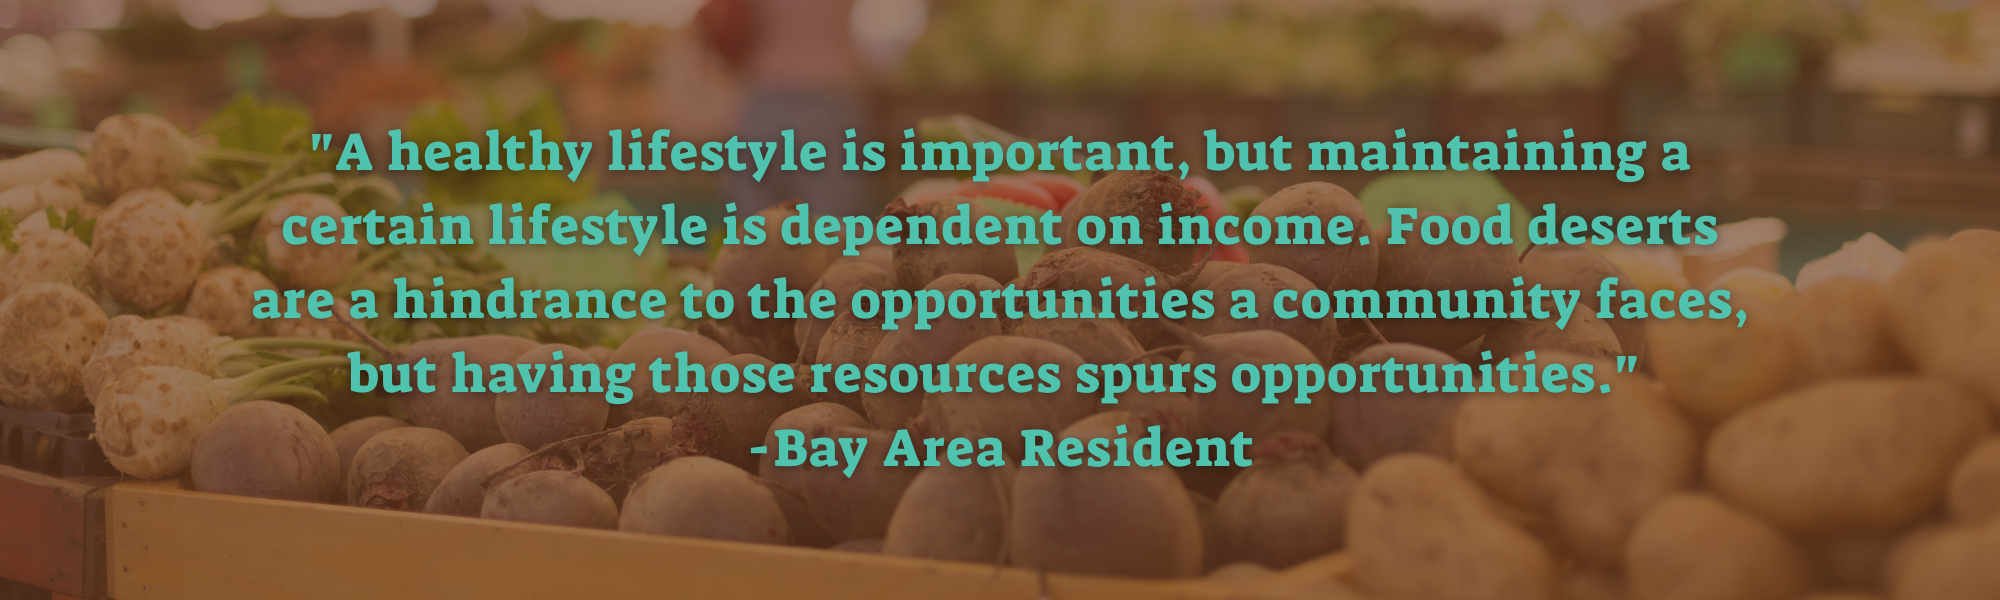 "A healthy lifestyle is important, but maintaining a
certain lifestyle is dependent on income. Food deserts
are a hindrance to the opportunities a community faces,
but having those resources spurs opportunities."
-Bay Area Resident